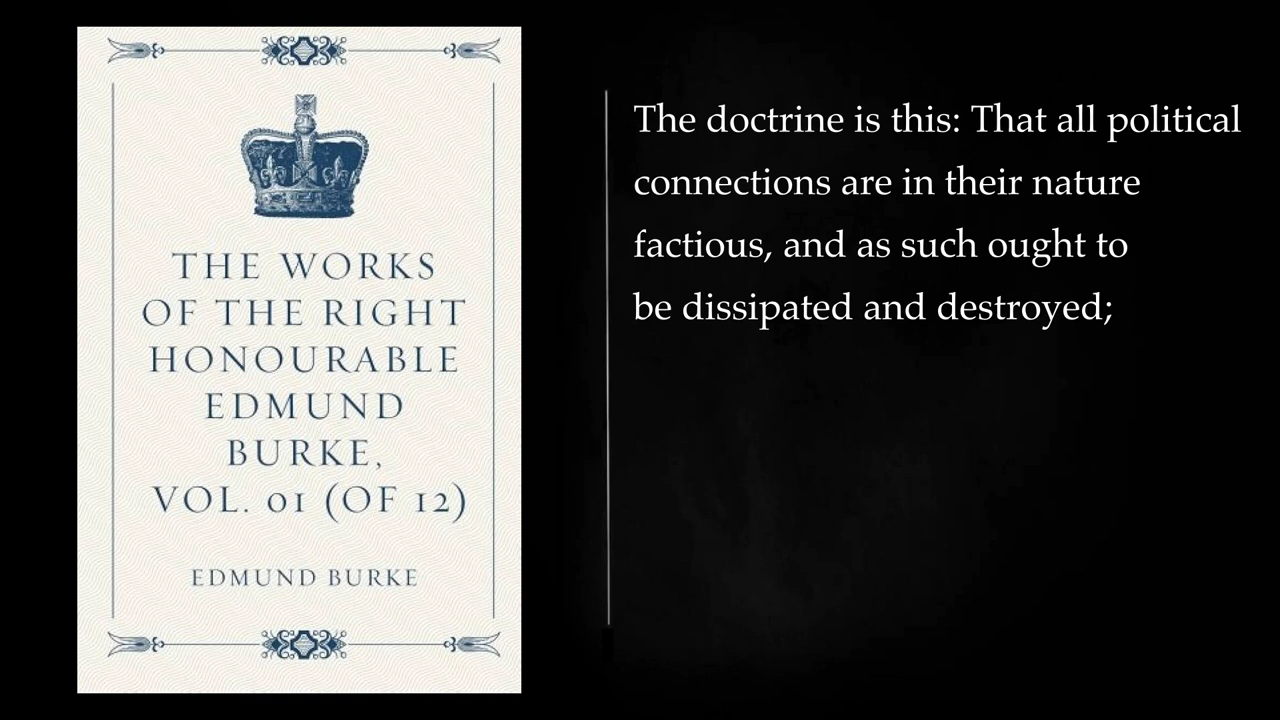 THE WORKS
OF THE RIGHT
HONOURABLE
EDMUND
BURKE,
VOL. 01 (OF 12)
EDMUND BURKE
The doctrine is this: That all political
connections are in their nature
factious, and as such ought to
be dissipated and destroyed;